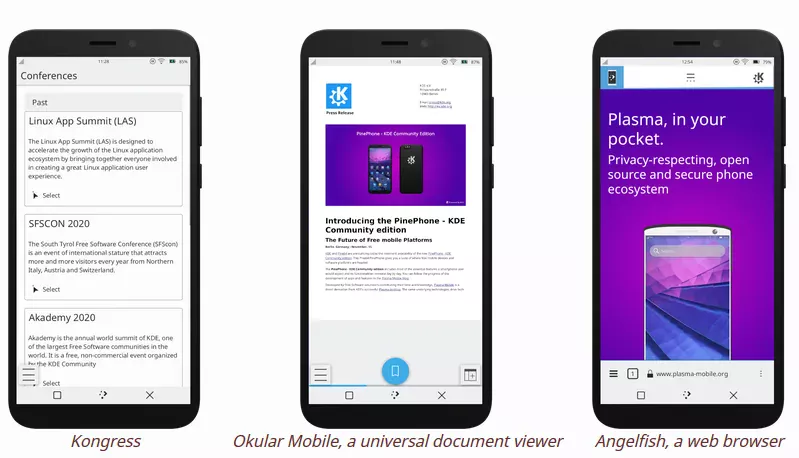 11:28
85%
Conferences
Past
Linux App Summit (LAS)
The Linux App Summit (LAS) is designed to
accelerate the growth of the Linux application
ecosystem by bringing together everyone involved
in creating a great Linux application user
experience.
Select
SFSCON 2020
The South Tyrol Free Software Conference (SFScon)
is an event of international stature that attracts
more and more visitors every year from Northern
Italy, Austria and Switzerland.
Select
Akademy 2020
Akademy is the annual world summit of KDE, one
of the largest Free Software communities in the
world. It is a free, non-commercial event organized
by the KDE Community
Select
Kongress
11:48
87%
Press Release
PinePhone - KDE Community Edition
Introducing the PinePhone - KDE
Community edition
The Future of Free mobile Platforms
Okular Mobile, a universal document viewer
12:54
79%
Plasma, in your
pocket.
Privacy-respecting, open
source and secure phone
ecosystem
1
www.plasma-mobile.org
Angelfish, a web browser